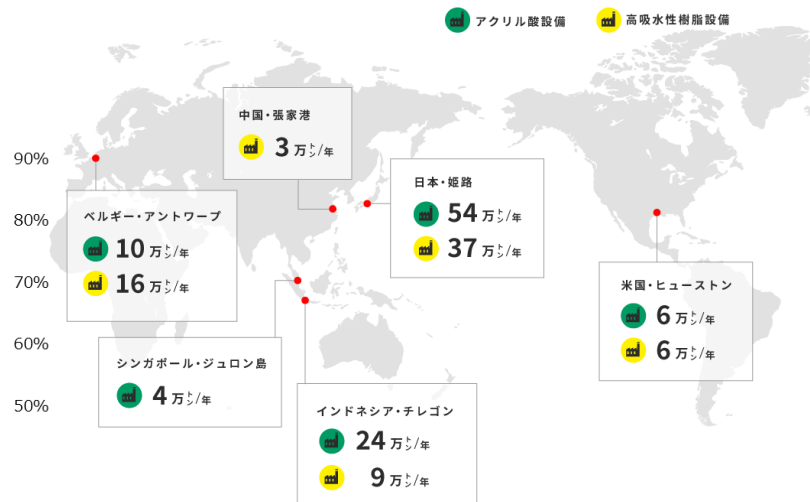 アクリル酸設備
高吸水性樹脂設備
90%
80%
70%
60%
50%
中国・張家港
3万トン/年
日本・姫路
54万トン/年
37万トン/年
ベルギー・アントワープ
10万トン/年
16万トン/年
米国・ヒューストン
6万トン/年
6万トン/年
シンガポール・ジュロン島
4万トン/年
インドネシア・チレゴン
24万トン/年
9万トン/年